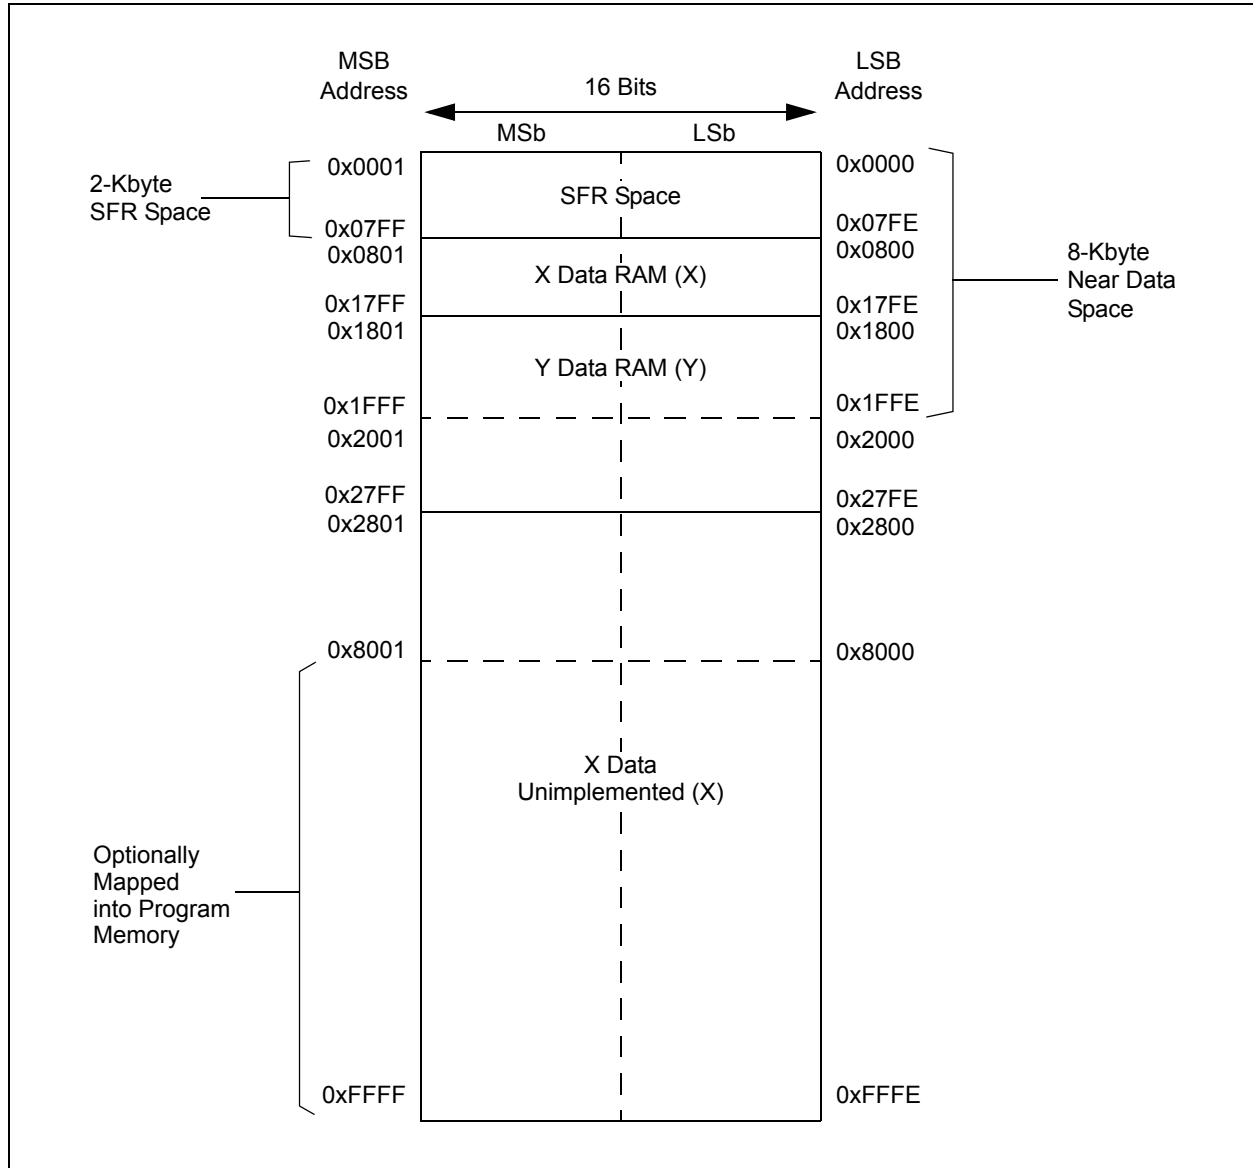 MSB
Address
16 Bits
LSB
Address
MSb
LSb
0x0001
0x0000
2-Kbyte
SFR Space
SFR Space
0x07FF
0x07FE
0x0801
0x0800
8-Kbyte
Near Data
Space
X Data RAM (X)
0x17FF
0x17FE
0x1801
0x1800
Y Data RAM (Y)
0x1FFF
0x1FFE
0x2001
0x2000
0x27FF
0x27FE
0x2801
0x2800
0x8001
0x8000
X Data
Unimplemented (X)
Optionally
Mapped
into Program
Memory
0xFFFF
0xFFFE